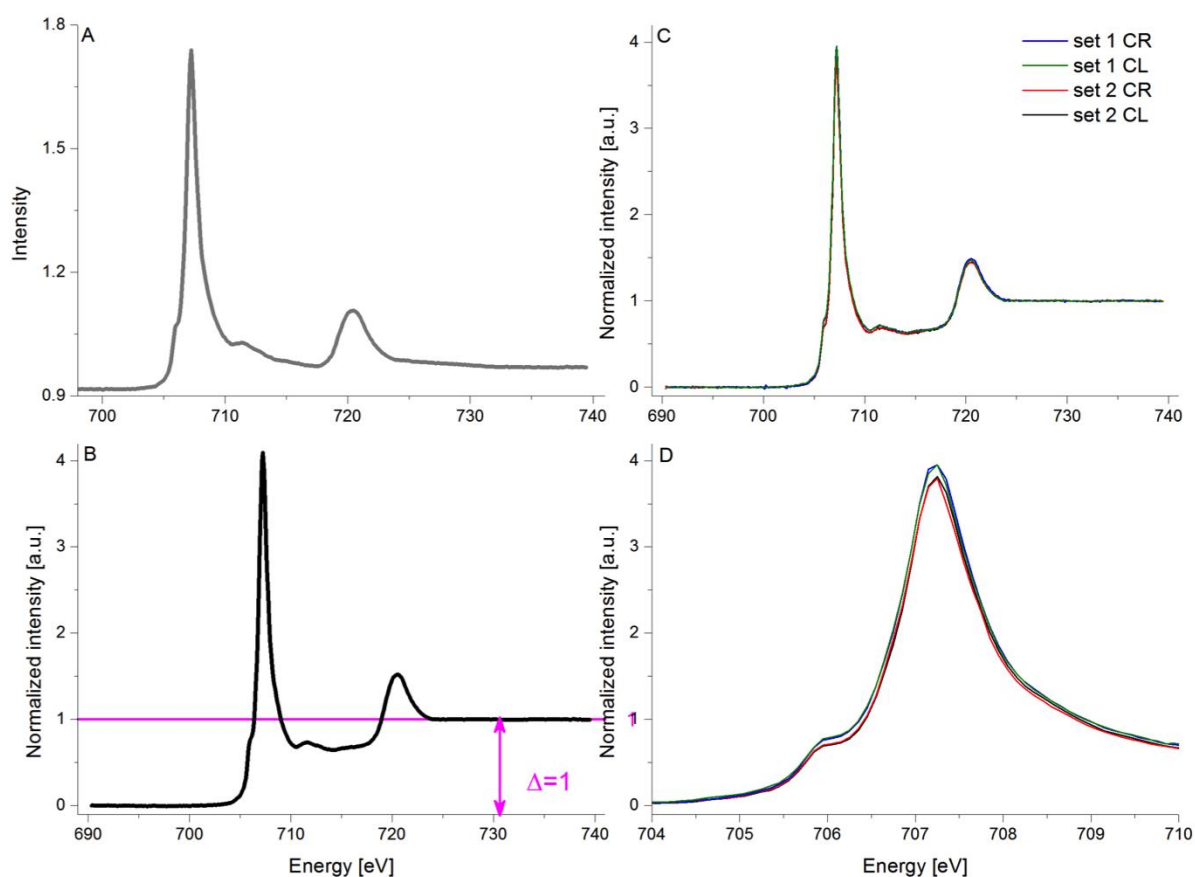 A
1.8
1.5
1.2
0.9
Intensity
700 710 720 730 740
C
4
3
2
1
0
Normalized intensity [a.u.]
set 1 CR
set 1 CL
set 2 CR
set 2 CL
690 700 710 720 730 740
B
4
3
2
1
0
Normalized intensity [a.u.]
1
Δ=1
690 700 710 720 730 740
Energy [eV]
D
4
3
2
1
0
Normalized intensity [a.u.]
704 705 706 707 708 709 710
Energy [eV]